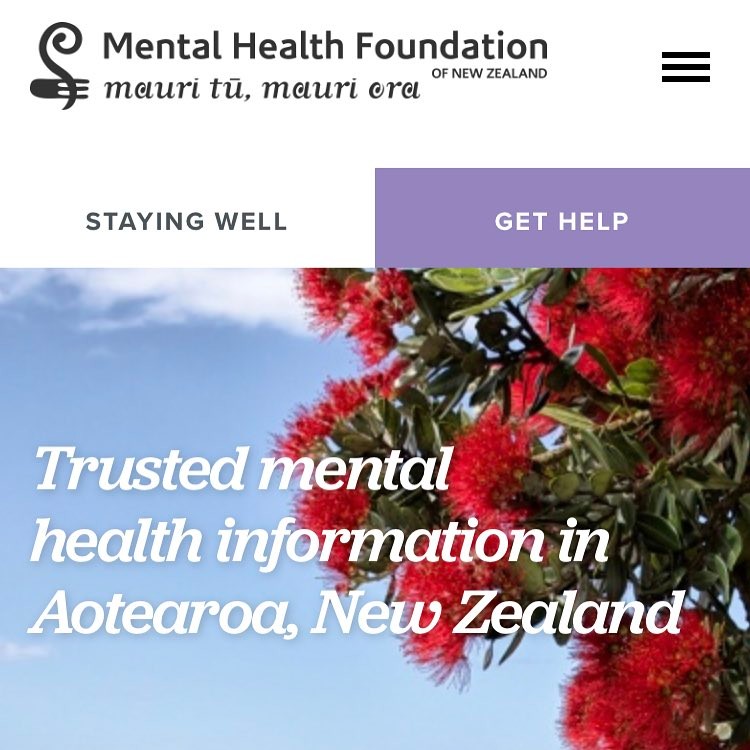 Mental Health Foundation
OF NEW ZEALAND
mauri tū, mauri ora
STAYING WELL
GET HELP
Trusted mental
health information in
Aotearoa, New Zealand